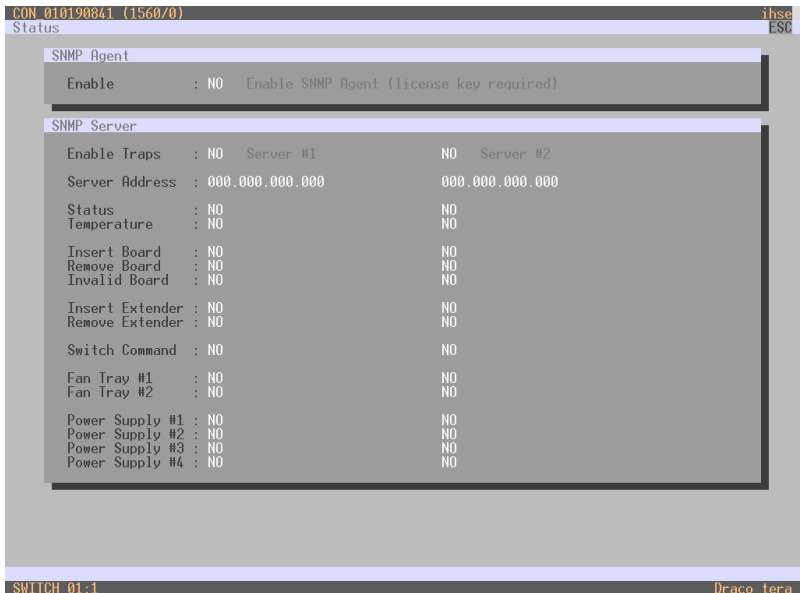 CON_010190841 (1560/0) ihse
Status ESC
SNMP Agent
Enable : NO Enable SNMP Agent (license key required)
SNMP Server
Enable Traps : NO Server #1 NO Server #2
Server Address : 000.000.000.000 000.000.000.000
Status : NO NO
Temperature : NO NO
Insert Board : NO NO
Remove Board : NO NO
Invalid Board : NO NO
Insert Extender : NO NO
Remove Extender : NO NO
Switch Command : NO NO
Fan Tray #1 : NO NO
Fan Tray #2 : NO NO
Power Supply #1 : NO NO
Power Supply #2 : NO NO
Power Supply #3 : NO NO
Power Supply #4 : NO NO
SWITCH_01:1 Draco tera